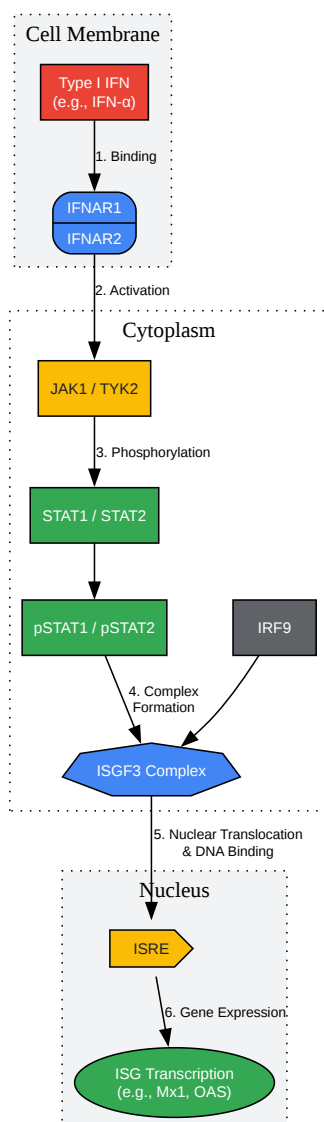 Cell Membrane
Type I IFN
(e.g., IFN-α)
1. Binding
IFNAR1
IFNAR2
2. Activation
Cytoplasm
JAK1 / TYK2
3. Phosphorylation
STAT1 / STAT2
pSTAT1 / pSTAT2
IRF9
4. Complex
Formation
ISGF3 Complex
5. Nuclear Translocation
& DNA Binding
Nucleus
ISRE
6. Gene Expression
ISG Transcription
(e.g., Mx1, OAS)